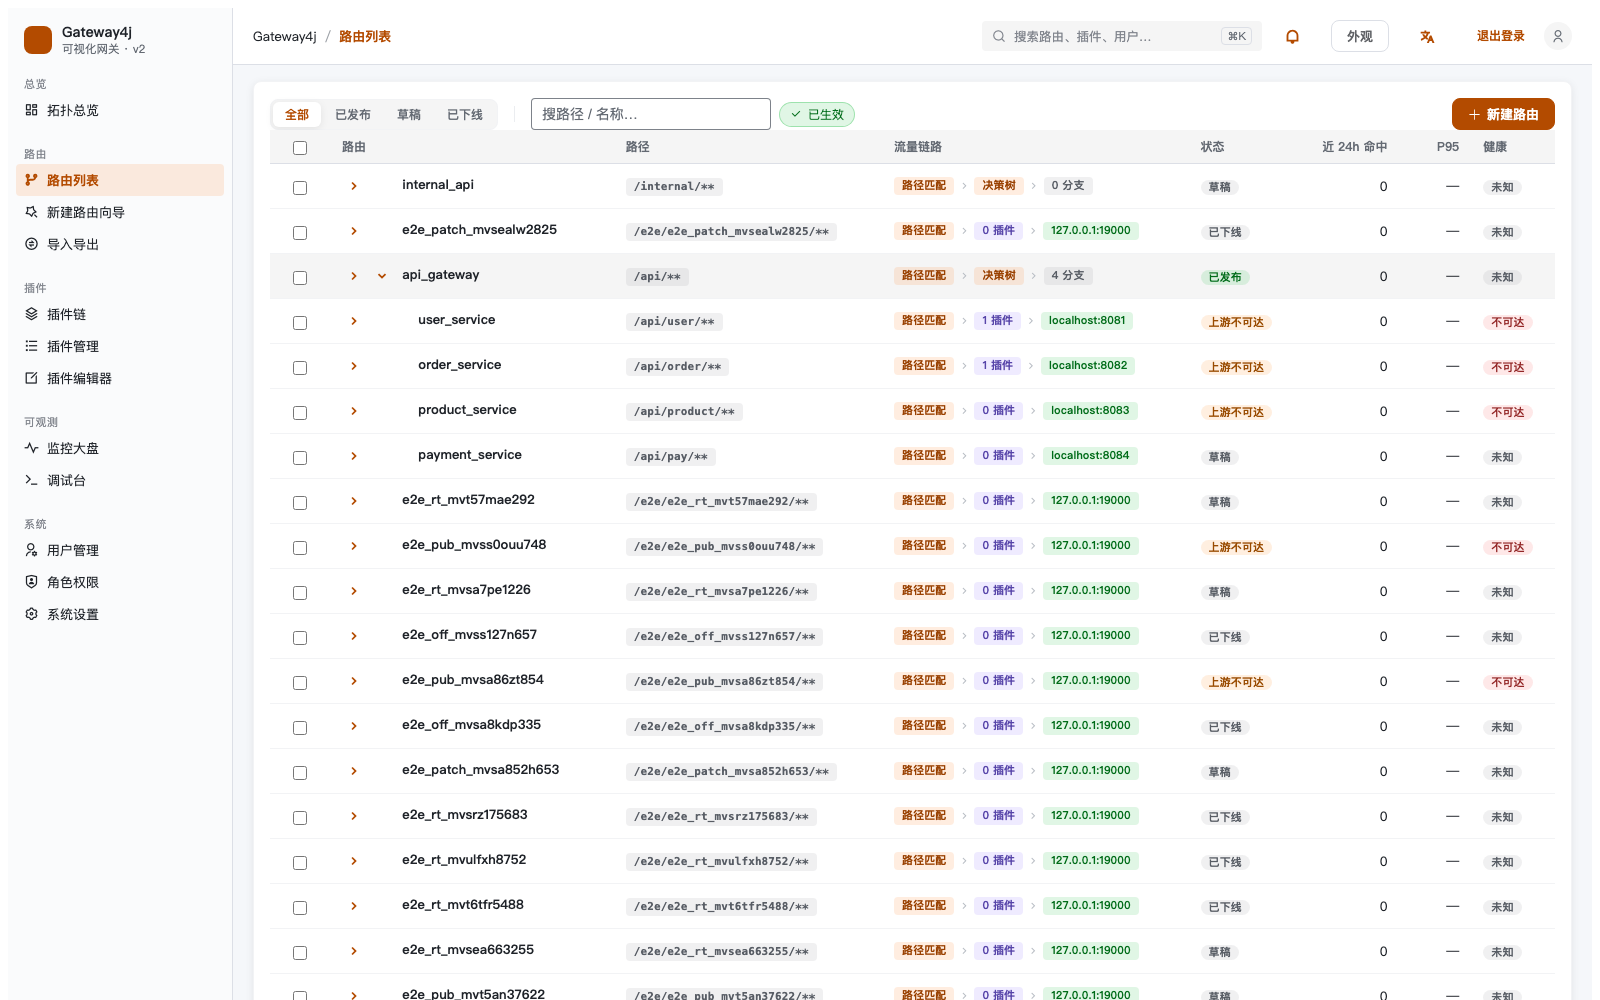 Gateway4j
可视化网关 · v2
总览
拓扑总览
路由
路由列表
新建路由向导
导入导出
插件
插件链
插件管理
插件编辑器
可观测
监控大盘
调试台
系统
用户管理
角色权限
系统设置
Gateway4j / 路由列表
搜索路由、插件、用户… ⌘K
外观
退出登录
全部 已发布 草稿 已下线
搜路径 / 名称…
已生效
新建路由
路由 路径 流量链路 状态 近 24h 命中 P95 健康
internal_api /internal/** 路径匹配 决策树 0 分支 草稿 0 — 未知
e2e_patch_mvsealw2825 /e2e/e2e_patch_mvsealw2825/** 路径匹配 0 插件 127.0.0.1:19000 已下线 0 — 未知
api_gateway /api/** 路径匹配 决策树 4 分支 已发布 0 — 未知
user_service /api/user/** 路径匹配 1 插件 localhost:8081 上游不可达 0 — 不可达
order_service /api/order/** 路径匹配 1 插件 localhost:8082 上游不可达 0 — 不可达
product_service /api/product/** 路径匹配 0 插件 localhost:8083 上游不可达 0 — 不可达
payment_service /api/pay/** 路径匹配 0 插件 localhost:8084 草稿 0 — 未知
e2e_rt_mvt57mae292 /e2e/e2e_rt_mvt57mae292/** 路径匹配 0 插件 127.0.0.1:19000 草稿 0 — 未知
e2e_pub_mvss0ouu748 /e2e/e2e_pub_mvss0ouu748/** 路径匹配 0 插件 127.0.0.1:19000 上游不可达 0 — 不可达
e2e_rt_mvsa7pe1226 /e2e/e2e_rt_mvsa7pe1226/** 路径匹配 0 插件 127.0.0.1:19000 草稿 0 — 未知
e2e_off_mvss127n657 /e2e/e2e_off_mvss127n657/** 路径匹配 0 插件 127.0.0.1:19000 已下线 0 — 未知
e2e_pub_mvsa86zt854 /e2e/e2e_pub_mvsa86zt854/** 路径匹配 0 插件 127.0.0.1:19000 上游不可达 0 — 不可达
e2e_off_mvsa8kdp335 /e2e/e2e_off_mvsa8kdp335/** 路径匹配 0 插件 127.0.0.1:19000 已下线 0 — 未知
e2e_patch_mvsa852h653 /e2e/e2e_patch_mvsa852h653/** 路径匹配 0 插件 127.0.0.1:19000 草稿 0 — 未知
e2e_rt_mvsrz175683 /e2e/e2e_rt_mvsrz175683/** 路径匹配 0 插件 127.0.0.1:19000 已下线 0 — 未知
e2e_rt_mvulfxh8752 /e2e/e2e_rt_mvulfxh8752/** 路径匹配 0 插件 127.0.0.1:19000 已下线 0 — 未知
e2e_rt_mvt6tfr5488 /e2e/e2e_rt_mvt6tfr5488/** 路径匹配 0 插件 127.0.0.1:19000 已下线 0 — 未知
e2e_rt_mvsea663255 /e2e/e2e_rt_mvsea663255/** 路径匹配 0 插件 127.0.0.1:19000 草稿 0 — 未知
e2e_pub_mvt5an37622 /e2e/e2e_pub_mvt5an37622/** 路径匹配 0 插件 127.0.0.1:19000 草稿 0 — 未知